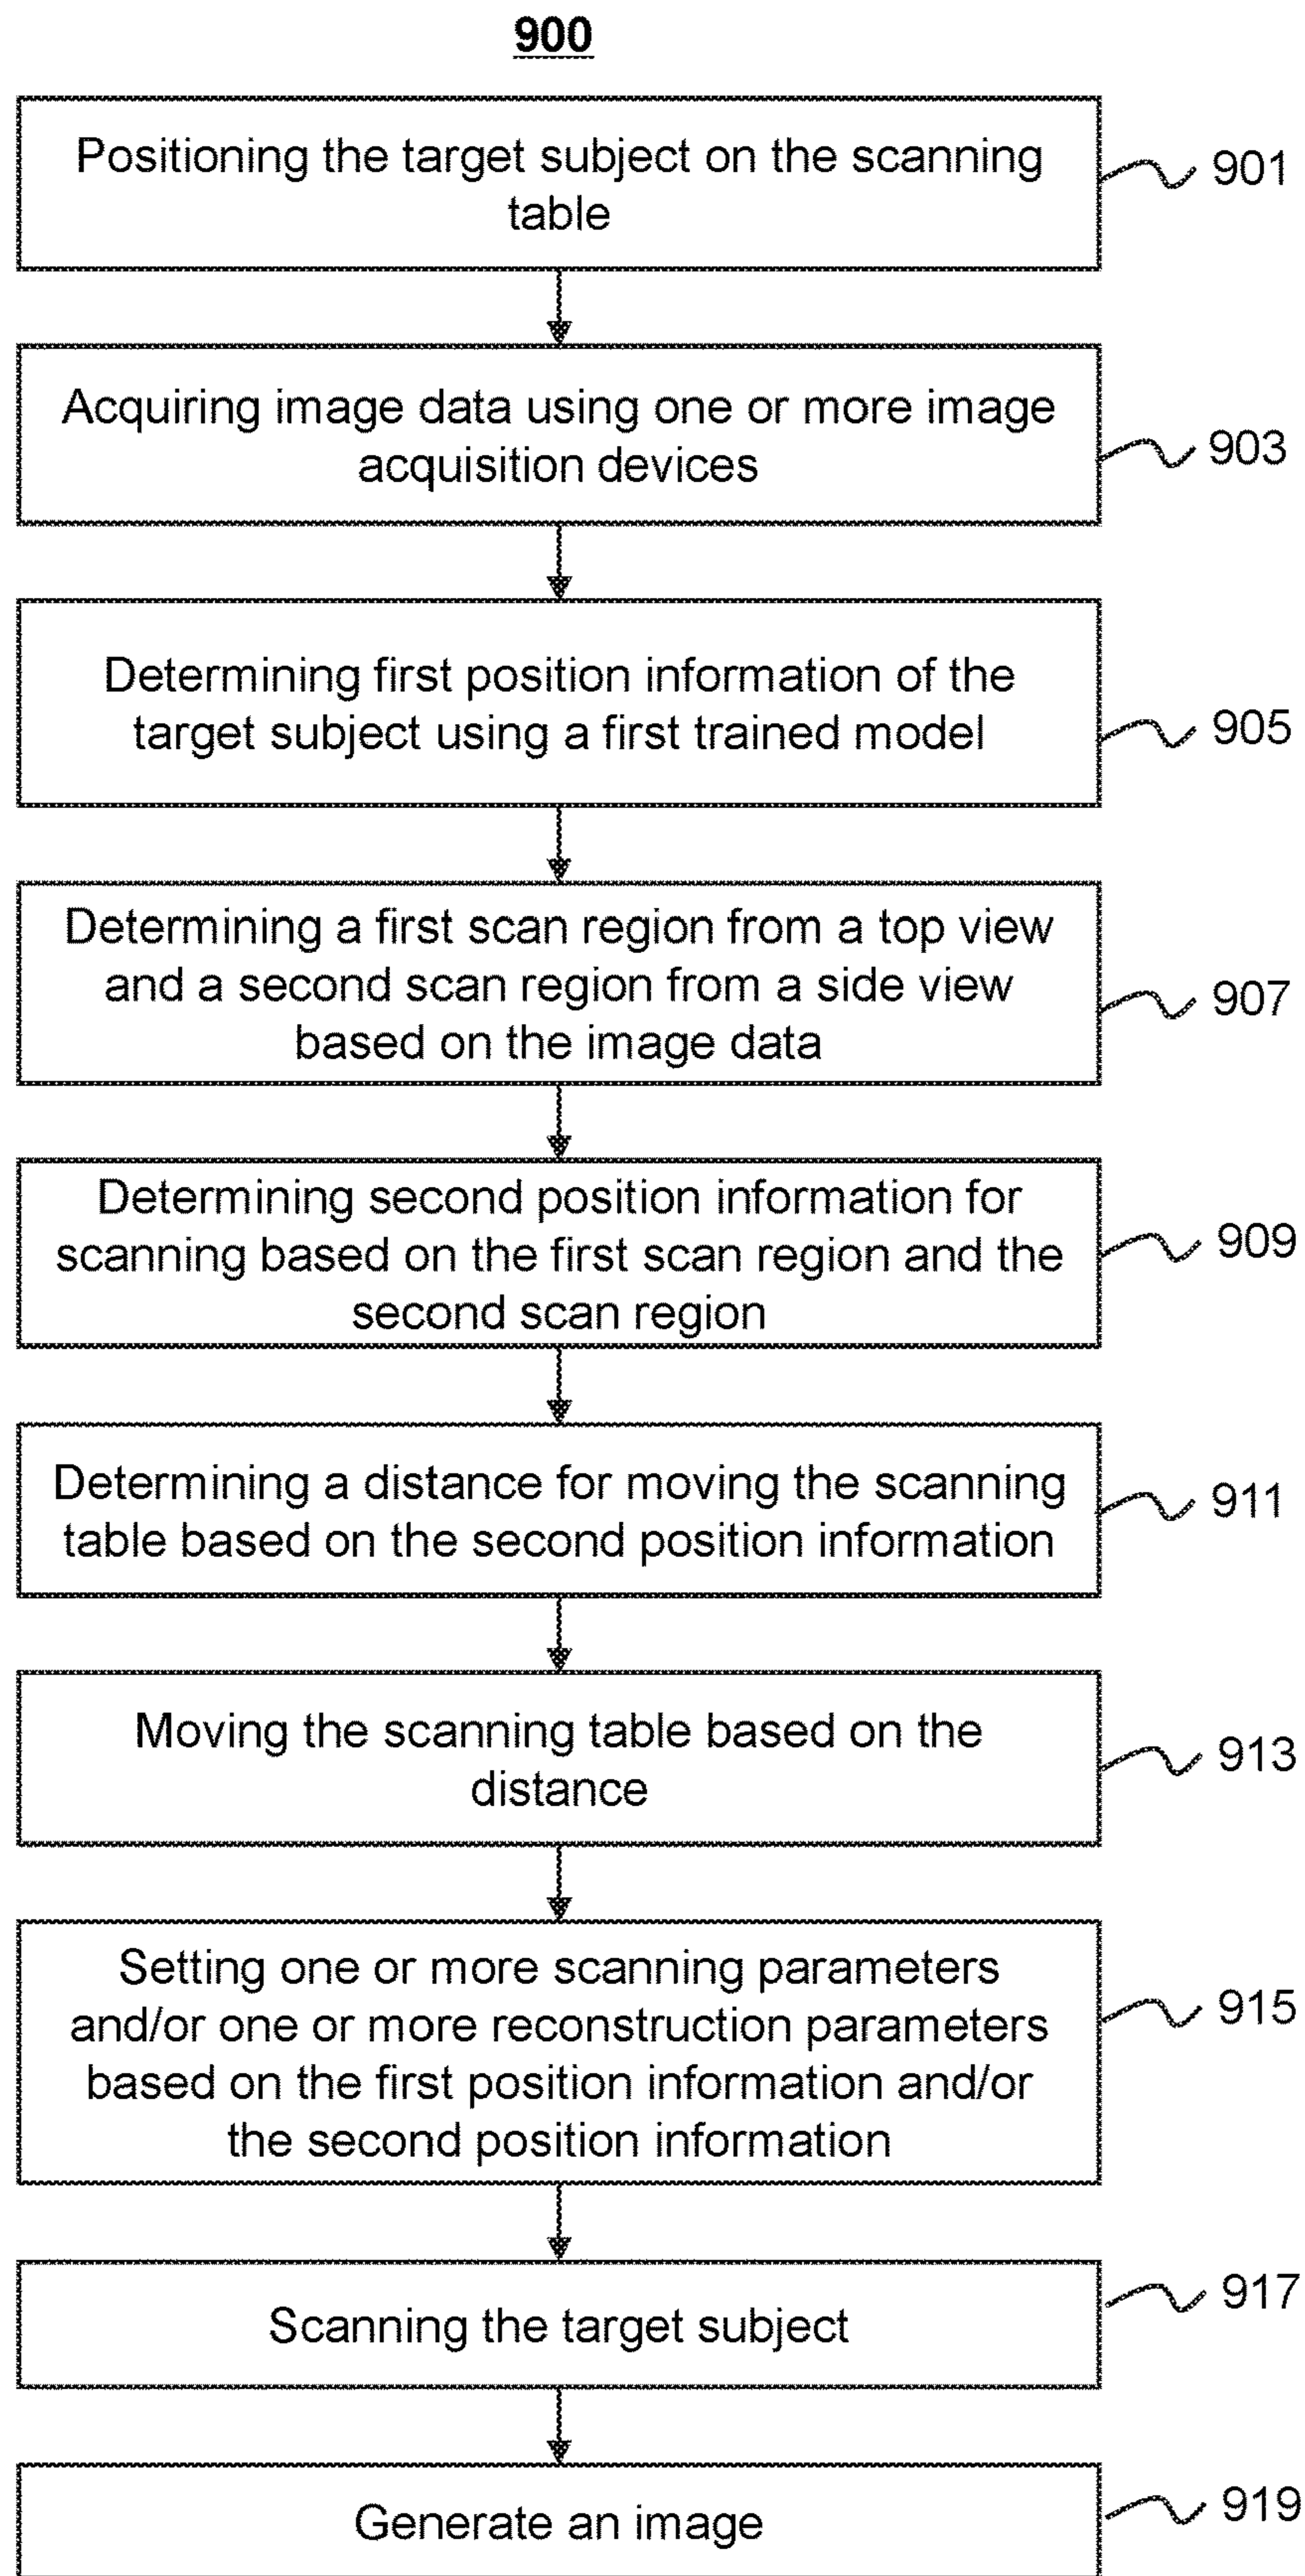 900
Positioning the target subject on the scanning
table
901
Acquiring image data using one or more image
acquisition devices
903
Determining first position information of the
target subject using a first trained model
905
Determining a first scan region from a top view
and a second scan region from a side view
based on the image data
907
Determining second position information for
scanning based on the first scan region and the
second scan region
909
Determining a distance for moving the scanning
table based on the second position information
911
Moving the scanning table based on the
distance
913
Setting one or more scanning parameters
and/or one or more reconstruction parameters
based on the first position information and/or
the second position information
915
Scanning the target subject
917
Generate an image
919